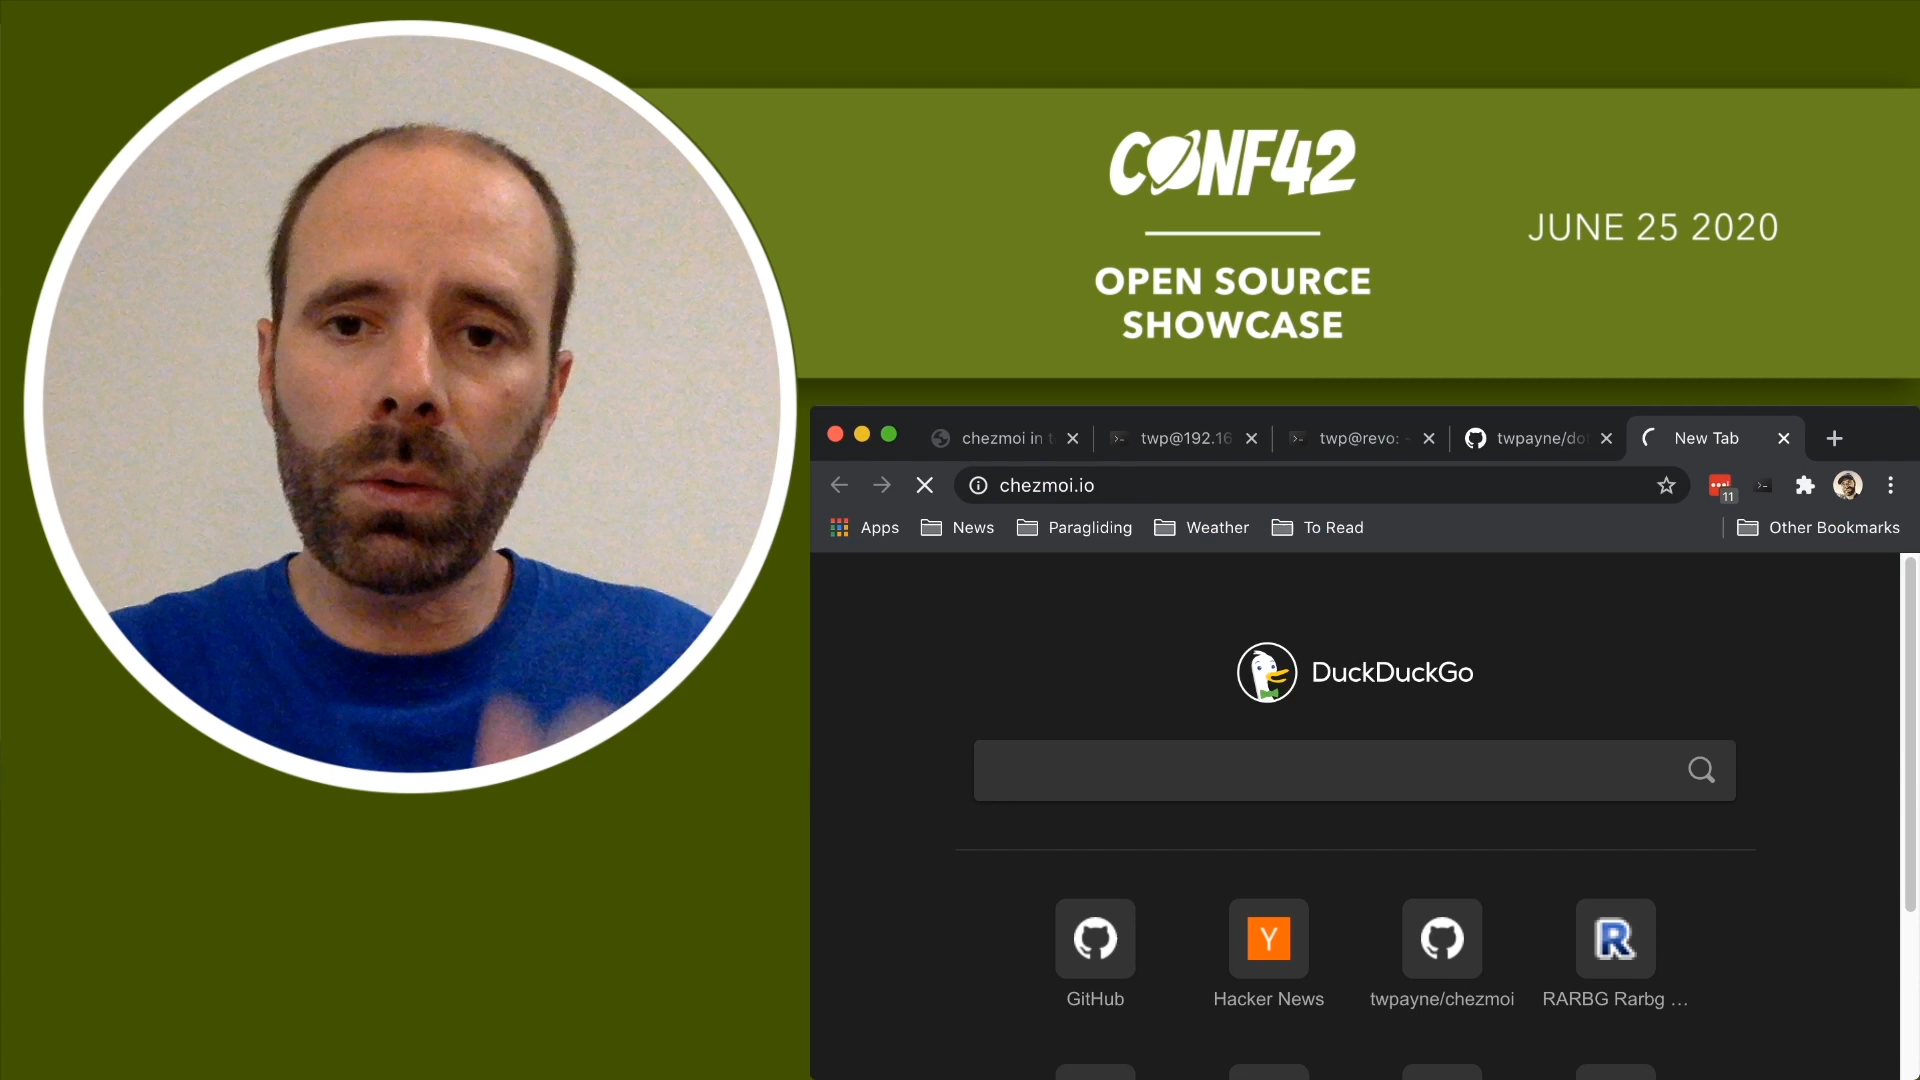 CONF42
JUNE 25 2020
OPEN SOURCE
SHOWCASE
chezmoi in t
twp@192.16
twp@revo: -
twpayne/do
New Tab
chezmoi.io
11
Apps
News
Paragliding
Weather
To Read
Other Bookmarks
DuckDuckGo
Y
R
GitHub
Hacker News
twpayne/chezmoi
RARBG Rarbg …